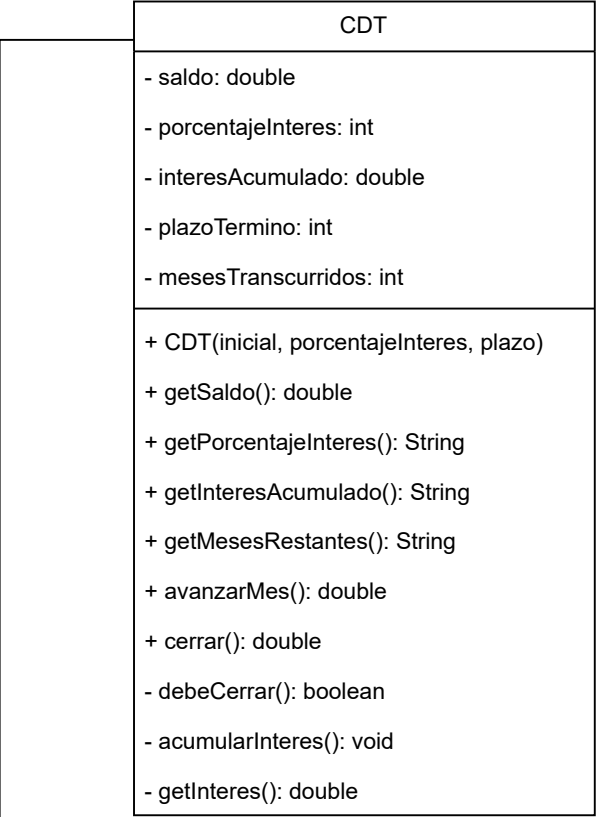 CDT
- saldo: double
- porcentajeInteres: int
- interesAcumulado: double
- plazoTermino: int
- mesesTranscurridos: int
+ CDT(inicial, porcentajeInteres, plazo)
+ getSaldo(): double
+ getPorcentajeInteres(): String
+ getInteresAcumulado(): String
+ getMesesRestantes(): String
+ avanzarMes(): double
+ cerrar(): double
- debeCerrar(): boolean
- acumularInteres(): void
- getInteres(): double